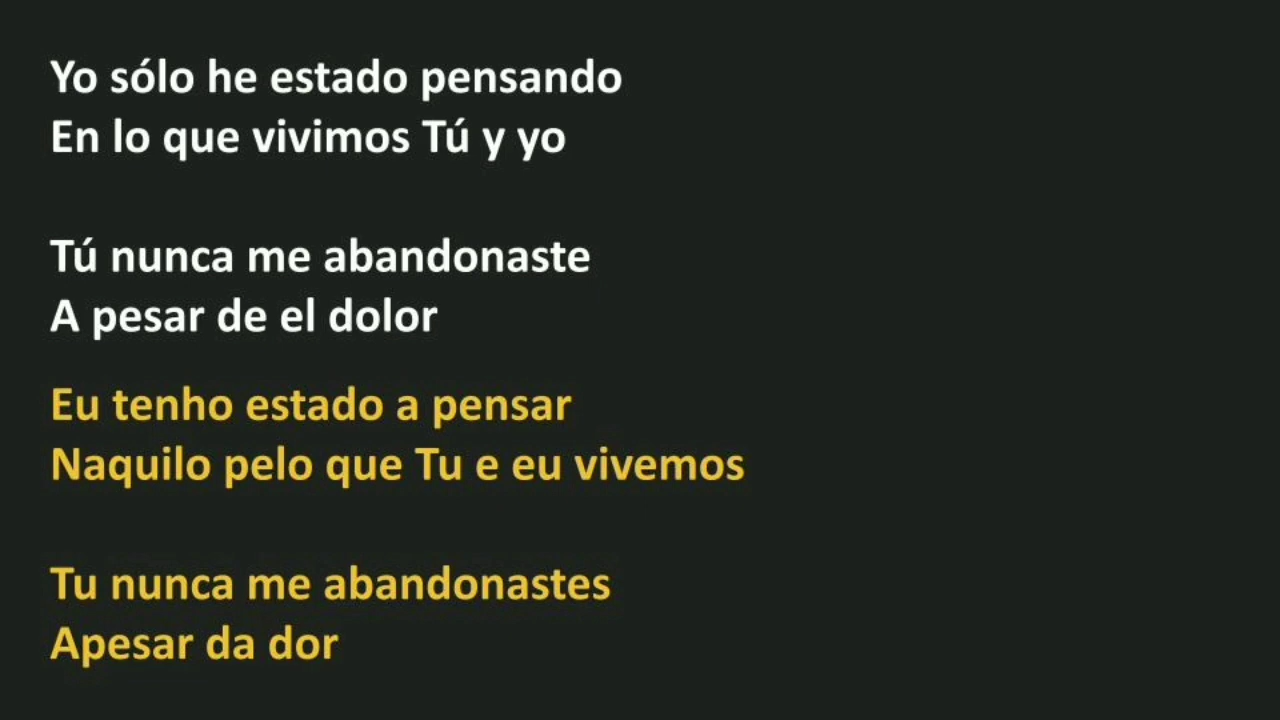 Yo sólo he estado pensando
En lo que vivimos Tú y yo
Tú nunca me abandonaste
A pesar de el dolor
Eu tenho estado a pensar
Naquilo pelo que Tu e eu vivemos
Tu nunca me abandonastes
Apesar da dor